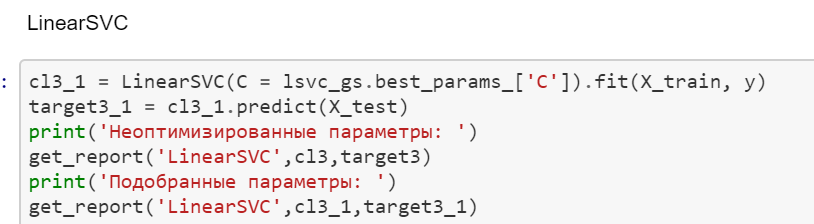 LinearSVC
: cl3_1 = LinearSVC(C = lsvc_gs.best_params_['C']).fit(X_train, y)
target3_1 = cl3_1.predict(X_test)
print('Неоптимизированные параметры: ')
get_report('LinearSVC',cl3,target3)
print('Подобранные параметры: ')
get_report('LinearSVC',cl3_1,target3_1)